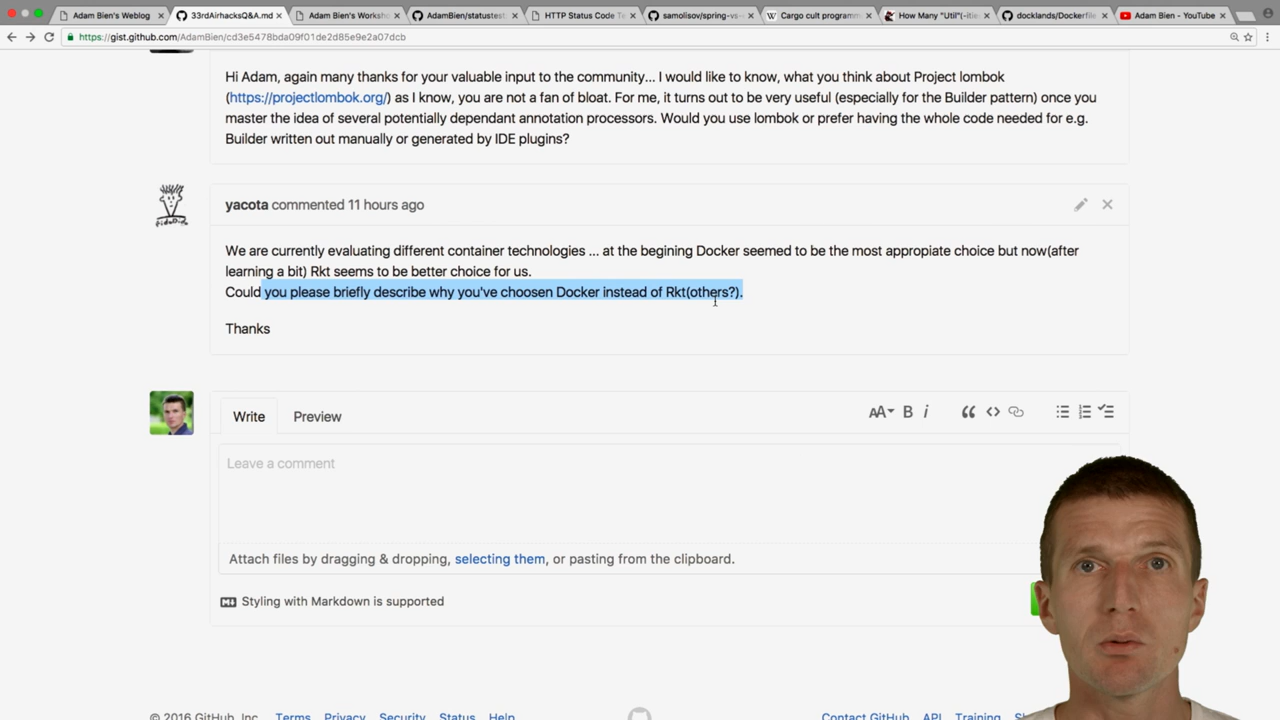 Adam Bien's Weblog
33rdAirhacksQ&A.md
Adam Bien's Worksho
AdamBien/statustest
HTTP Status Code Te
samolisov/spring-vs-
Cargo cult programm
How Many "Util"(-itie
docklands/Dockerfile
Adam Bien - YouTube
https://gist.github.com/AdamBien/cd3e5478bda09f01de2d85e9e2a07dcb
Hi Adam, again many thanks for your valuable input to the community... I would like to know, what you think about Project lombok
(https://projectlombok.org/) as I know, you are not a fan of bloat. For me, it turns out to be very useful (especially for the Builder pattern) once you
master the idea of several potentially dependant annotation processors. Would you use lombok or prefer having the whole code needed for e.g.
Builder written out manually or generated by IDE plugins?
yacota commented 11 hours ago
We are currently evaluating different container technologies ... at the begining Docker seemed to be the most appropiate choice but now(after
learning a bit) Rkt seems to be better choice for us.
Could you please briefly describe why you've choosen Docker instead of Rkt(others?).
Thanks
Write
Preview
AA
B
i
Leave a comment
Attach files by dragging & dropping, selecting them, or pasting from the clipboard.
Styling with Markdown is supported
© 2016 GitHub, Inc.
Terms
Privacy
Security
Status
Help
Contact GitHub
API
Training